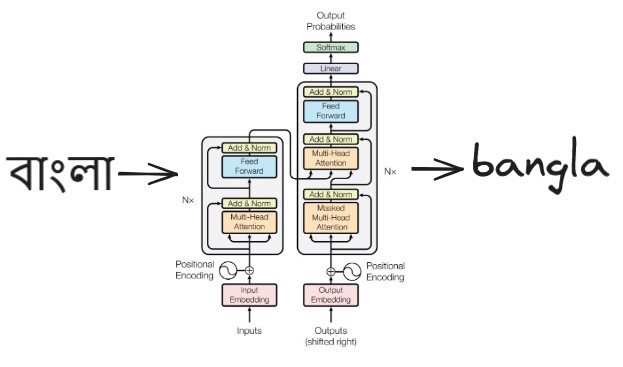 Output
Probabilities
Softmax
Linear
Add & Norm
Feed
Forward
Add & Norm
Multi-Head
Attention
Add & Norm
Masked
Multi-Head
Attention
Nx
Positional
Encoding
Output
Embedding
Outputs
(shifted right)
Add & Norm
Feed
Forward
Add & Norm
Multi-Head
Attention
Nx
Positional
Encoding
Input
Embedding
Inputs
বাংলা
bangla